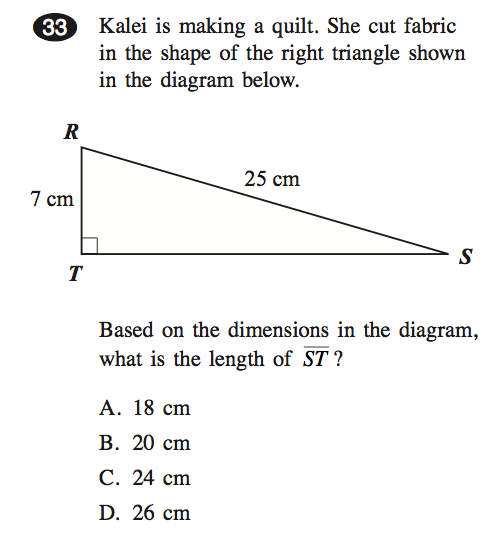 33 Kalei is making a quilt. She cut fabric
in the shape of the right triangle shown
in the diagram below.
R
25 cm
7 cm
S
T
Based on the dimensions in the diagram,
what is the length of S̅T̅ ?
A. 18 cm
B. 20 cm
C. 24 cm
D. 26 cm